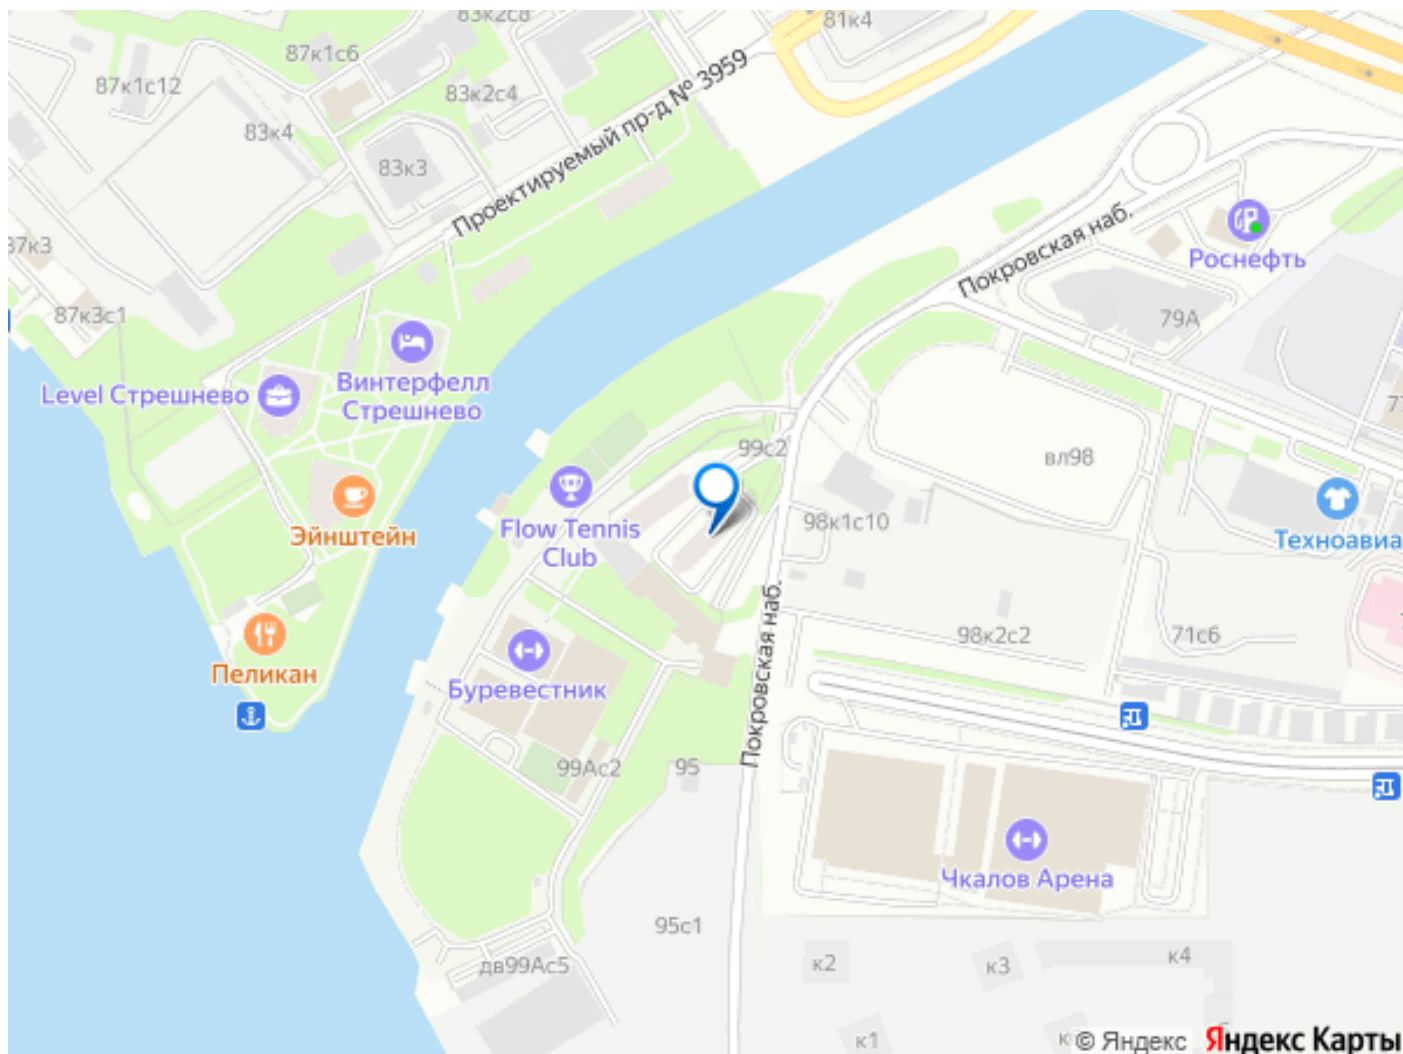 83к2с8
81к4
87к1с6
87к1с12
83к2с4
83к4
83к3
Проектируемый пр-д № 3959
87к3с1
Покровская наб.
Роснефть
79А
Level Стрешнево
Винтерфелл
Стрешнево
99с2
вл98
Эйнштейн
Flow Tennis
Club
98к1с10
Техноавиа
Покровская наб.
98к2с2
71с6
Пеликан
Буревестник
99Ас2
95
Чкалов Арена
95с1
дв99Ас5
к2
к3
к4
к1
© Яндекс
Яндекс Карты